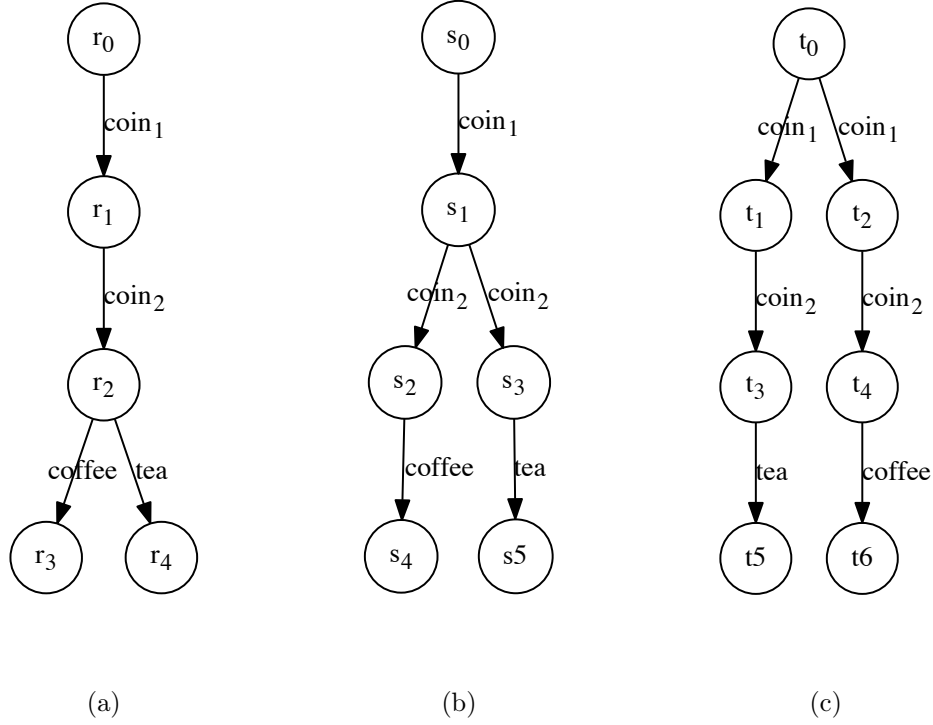 r₀
s₀
t₀
coin₁
coin₁
coin₁
coin₁
r₁
s₁
t₁
t₂
coin₂
coin₂
coin₂
coin₂
coin₂
r₂
s₂
s₃
t₃
t₄
coffee
tea
coffee
tea
tea
coffee
r₃
r₄
s₄
s5
t5
t6
(a)
(b)
(c)